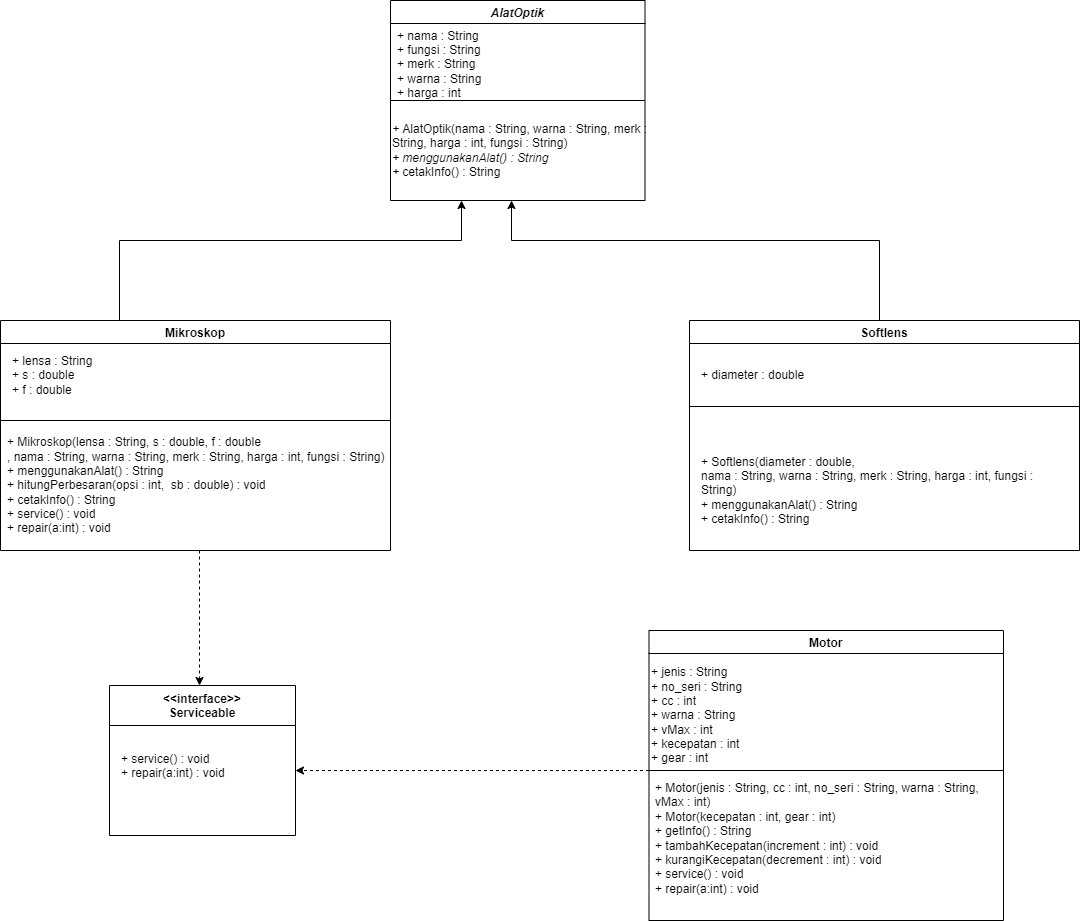 AlatOptik
+ nama : String
+ fungsi : String
+ merk : String
+ warna : String
+ harga : int
+ AlatOptik(nama : String, warna : String, merk :
String, harga : int, fungsi : String)
+ menggunakanAlat() : String
+ cetakInfo() : String
Mikroskop
+ lensa : String
+ s : double
+ f : double
+ Mikroskop(lensa : String, s : double, f : double
, nama : String, warna : String, merk : String, harga : int, fungsi : String)
+ menggunakanAlat() : String
+ hitungPerbesaran(opsi : int,  sb : double) : void
+ cetakInfo() : String
+ service() : void
+ repair(a:int) : void
Softlens
+ diameter : double
+ Softlens(diameter : double,
nama : String, warna : String, merk : String, harga : int, fungsi :
String)
+ menggunakanAlat() : String
+ cetakInfo() : String
<<interface>>
Serviceable
+ service() : void
+ repair(a:int) : void
Motor
+ jenis : String
+ no_seri : String
+ cc : int
+ warna : String
+ vMax : int
+ kecepatan : int
+ gear : int
+ Motor(jenis : String, cc : int, no_seri : String, warna : String,
vMax : int)
+ Motor(kecepatan : int, gear : int)
+ getInfo() : String
+ tambahKecepatan(increment : int) : void
+ kurangiKecepatan(decrement : int) : void
+ service() : void
+ repair(a:int) : void